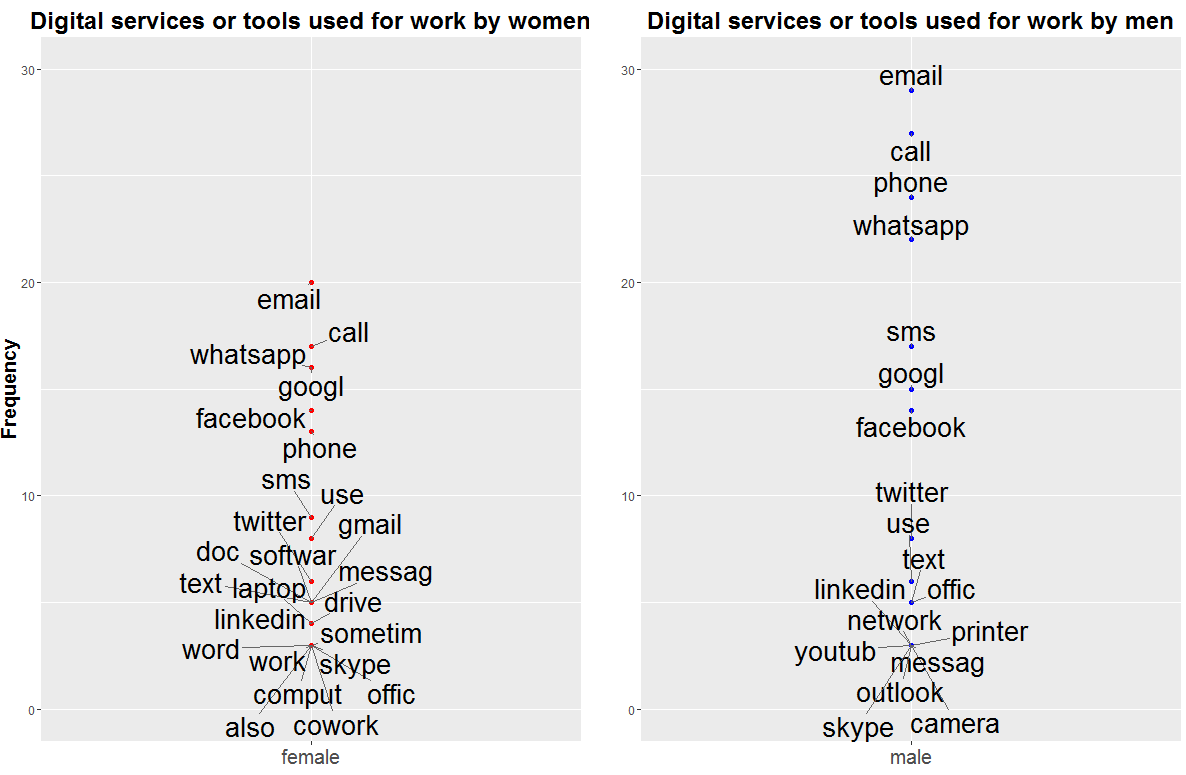 Digital services or tools used for work by women
Frequency
30
20
10
0
email
call
whatsapp
googl
facebook
phone
sms
use
twitter
gmail
doc
softwar
messag
text
laptop
drive
linkedin
sometim
word
work
skype
comput
offic
also
cowork
female
Digital services or tools used for work by men
30
20
10
0
email
call
phone
whatsapp
sms
googl
facebook
twitter
use
text
linkedin
offic
network
printer
youtub
messag
outlook
skype
camera
male